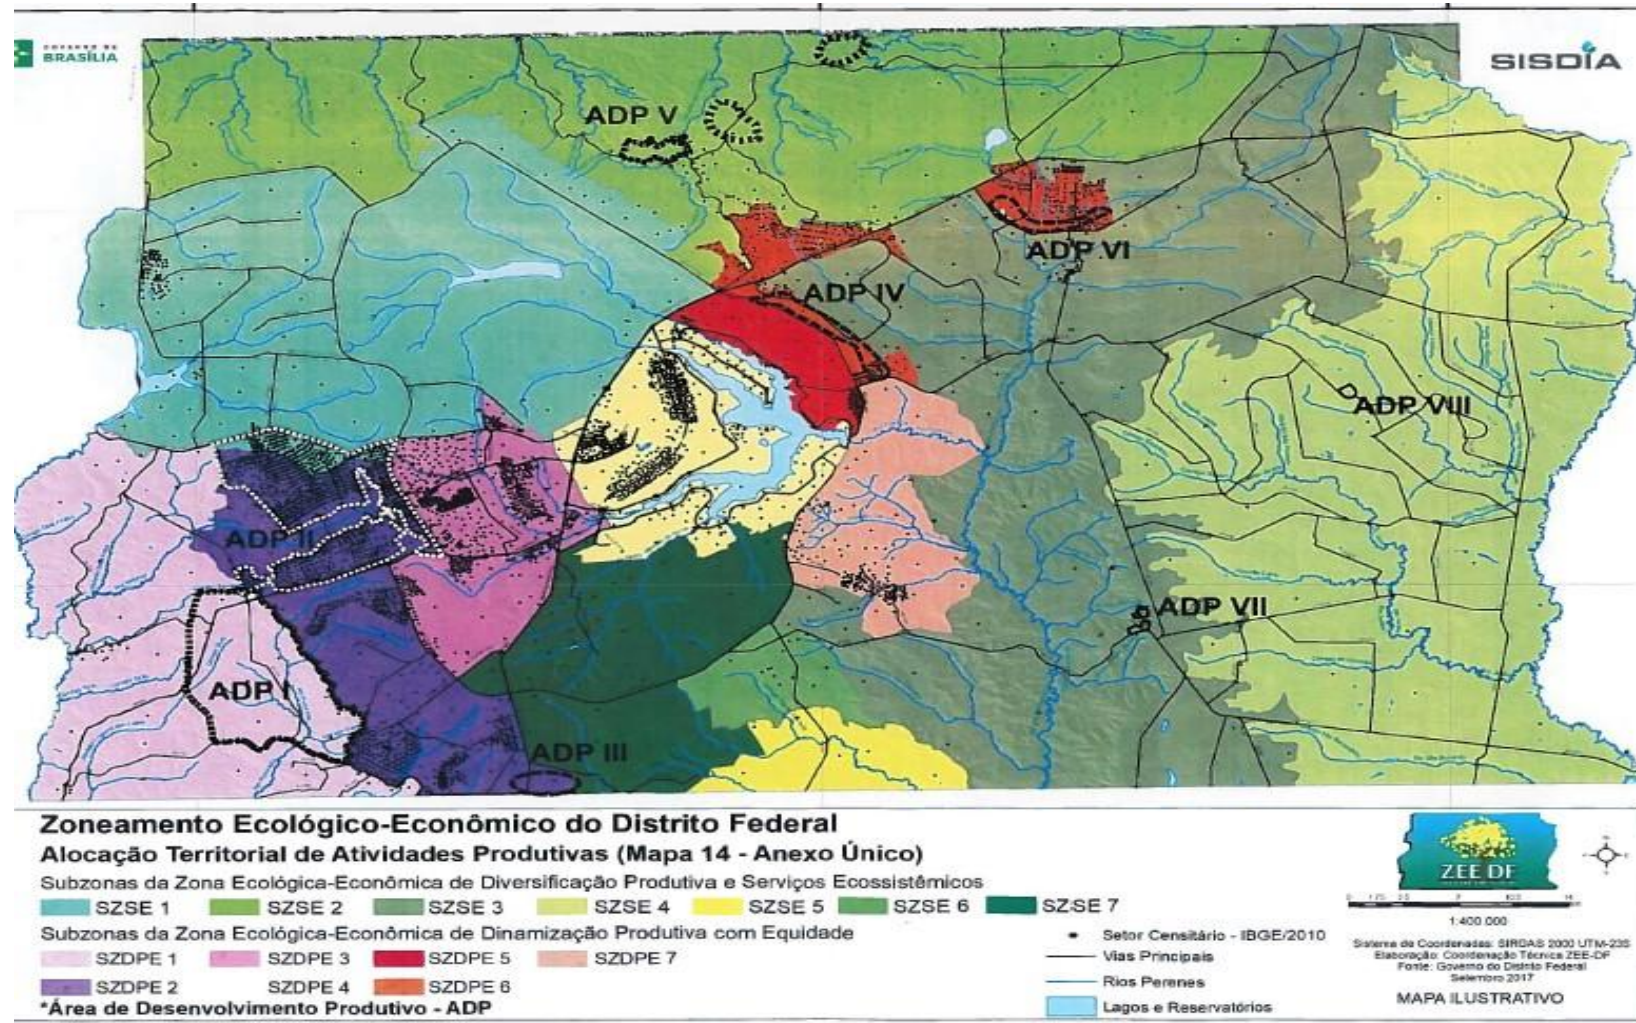 GOVERNO DE
BRASÍLIA
SISDIA
ADP V
ADP VI
ADP IV
ADP VIII
ADP II
ADP VII
ADP I
ADP III
Zoneamento Ecológico-Econômico do Distrito Federal
Alocação Territorial de Atividades Produtivas (Mapa 14 - Anexo Único)
Subzonas da Zona Ecológica-Econômica de Diversificação Produtiva e Serviços Ecossistêmicos
SZSE 1 SZSE 2 SZSE 3 SZSE 4 SZSE 5 SZSE 6 SZSE 7
Subzonas da Zona Ecológica-Econômica de Dinamização Produtiva com Equidade
SZDPE 1 SZDPE 3 SZDPE 5 SZDPE 7
SZDPE 2 SZDPE 4 SZDPE 6
*Área de Desenvolvimento Produtivo - ADP
Setor Censitário - IBGE/2010
Vias Principais
Rios Perenes
Lagos e Reservatórios
ZEE DF
1:400.000
Sistema de Coordenadas: SIRGAS 2000 UTM-23S
Elaboração: Coordenação Técnica ZEE-DF
Fonte: Governo do Distrito Federal
Setembro 2017
MAPA ILUSTRATIVO